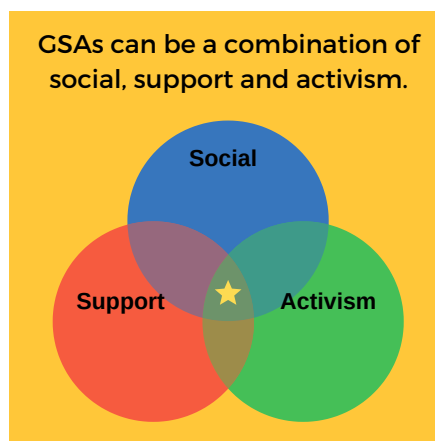 GSAs can be a combination of
social, support and activism.
Social
Support
Activism